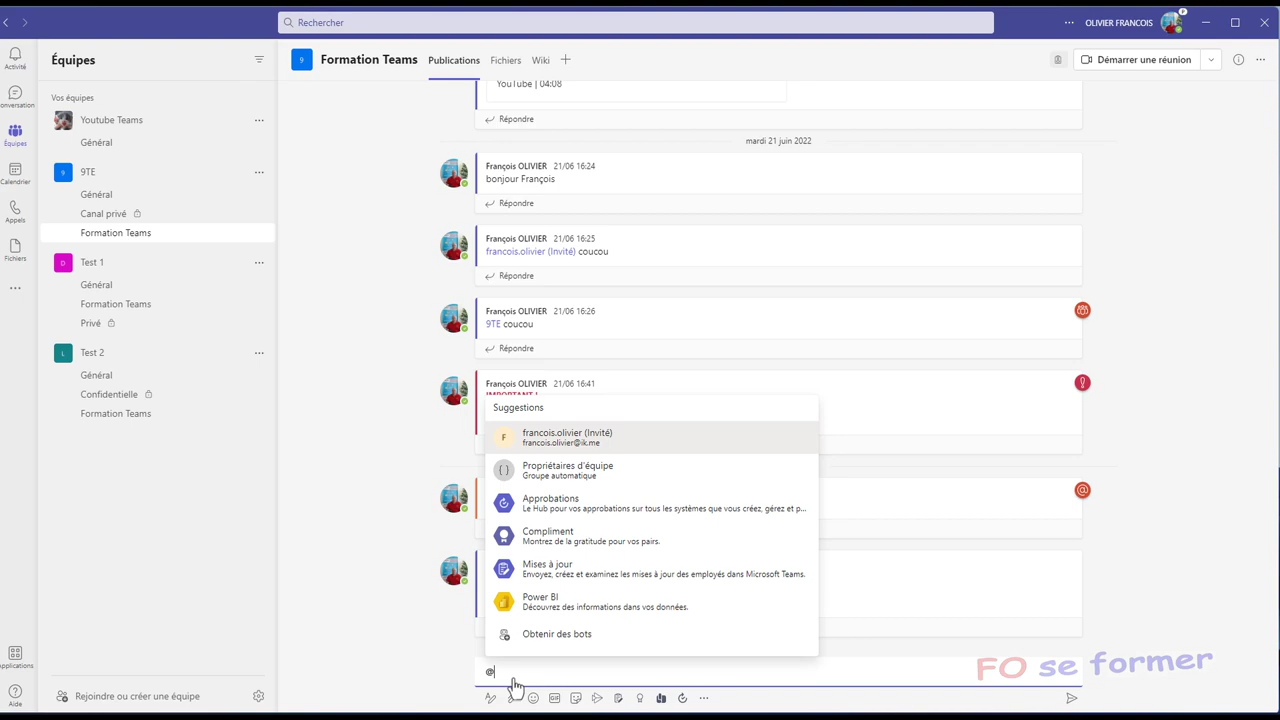 Rechercher
OLIVIER FRANCOIS
P
Activité
Conversation
Équipes
Calendrier
Appels
Fichiers
Applications
Aide
Équipes
Vos équipes
Youtube Teams
Général
9
9TE
Général
Canal privé
Formation Teams
D
Test 1
Général
Formation Teams
Privé
L
Test 2
Général
Confidentielle
Formation Teams
Rejoindre ou créer une équipe
9
Formation Teams
Publications
Fichiers
Wiki
Démarrer une réunion
YouTube | 04:08
Répondre
mardi 21 juin 2022
François OLIVIER 21/06 16:24
bonjour François
Répondre
François OLIVIER 21/06 16:25
francois.olivier (Invité) coucou
Répondre
François OLIVIER 21/06 16:26
9TE coucou
Répondre
François OLIVIER 21/06 16:41
IMPORTANT !
Suggestions
F
francois.olivier (Invité)
francois.olivier@ik.me
Propriétaires d'équipe
Groupe automatique
Approbations
Le Hub pour vos approbations sur tous les systèmes que vous créez, gérez et p...
Compliment
Montrez de la gratitude pour vos pairs.
Mises à jour
Envoyez, créez et examinez les mises à jour des employés dans Microsoft Teams.
Power BI
Découvrez des informations dans vos données.
Obtenir des bots
@
FO se former